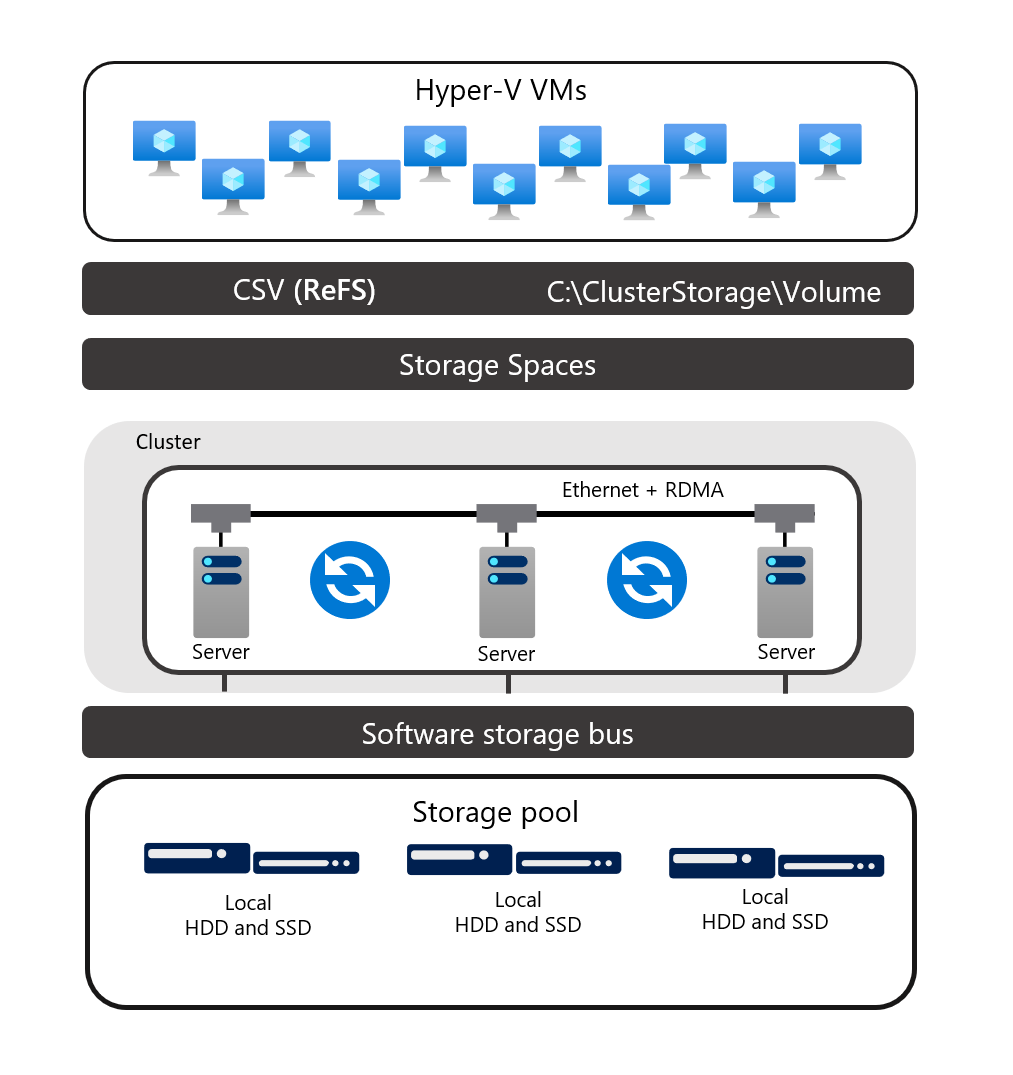 Hyper-V VMs
CSV (ReFS)
C:\ClusterStorage\Volume
Storage Spaces
Cluster
Ethernet + RDMA
Server
Server
Server
Software storage bus
Storage pool
Local
HDD and SSD
Local
HDD and SSD
Local
HDD and SSD